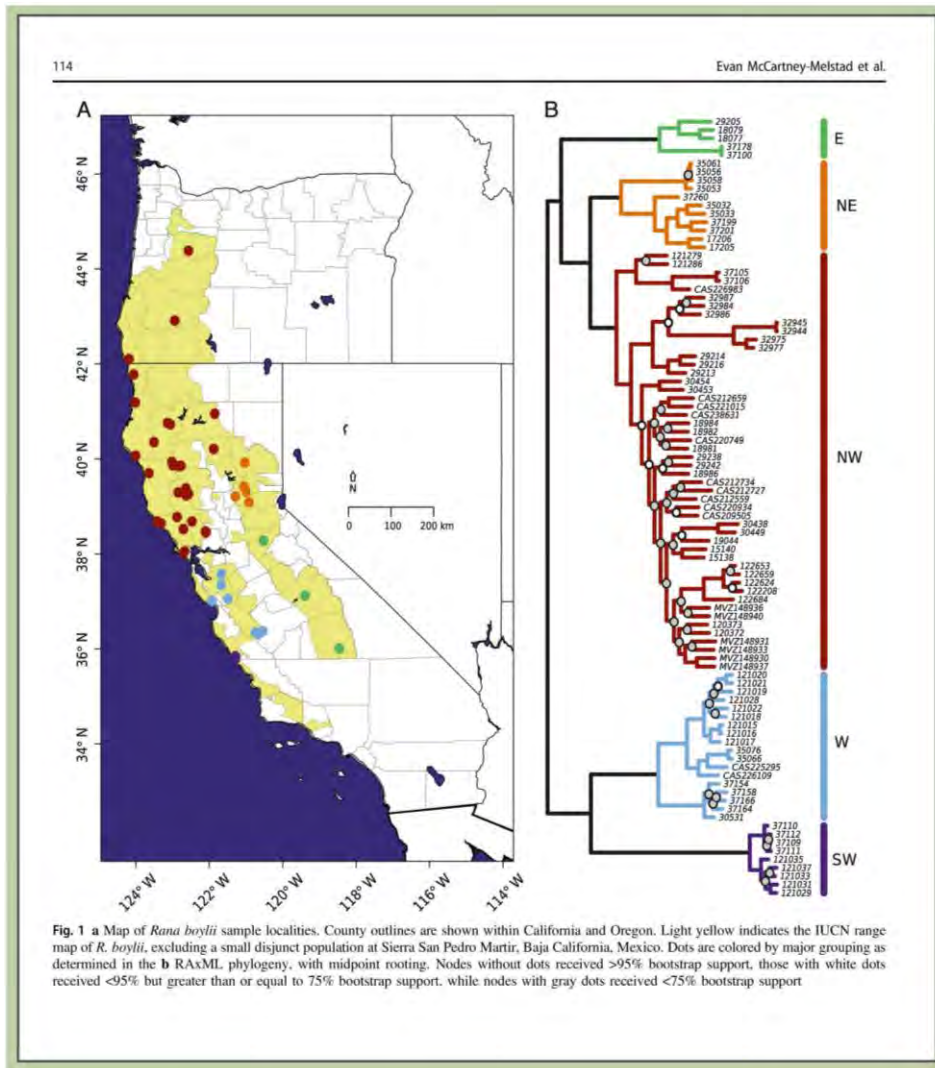 114
Evan McCartney-Melstad et al.
A
46° N
44° N
42° N
40° N
38° N
36° N
34° N
N
0 100 200 km
124° W
122° W
120° W
118° W
116° W
114° W
B
29205
18079
18077
37178
37100
E
35061
35056
35058
35053
37260
35032
35033
37199
37201
17206
17205
NE
121279
121286
37105
37106
CAS226983
32987
32984
32986
32945
32944
32975
32977
29214
29216
29213
30454
30453
CAS212659
CAS221015
CAS238631
18984
18982
CAS220749
18981
29238
29242
18986
CAS212734
CAS212727
CAS212559
CAS220934
CAS209505
30438
30449
19044
15140
15138
122653
122659
122624
122208
122684
MVZ148936
MVZ148940
120373
120372
MVZ148931
MVZ148933
MVZ148930
MVZ148937
NW
121020
121021
121019
121028
121022
121018
121015
121016
121017
35076
35066
CAS225295
CAS226109
37154
37158
37166
37164
30531
W
37110
37112
37109
37111
121035
121037
121033
121031
121029
SW
Fig. 1 a Map of Rana boylii sample localities. County outlines are shown within California and Oregon. Light yellow indicates the IUCN range
map of R. boylii, excluding a small disjunct population at Sierra San Pedro Martir, Baja California, Mexico. Dots are colored by major grouping as
determined in the b RAxML phylogeny, with midpoint rooting. Nodes without dots received >95% bootstrap support, those with white dots
received <95% but greater than or equal to 75% bootstrap support, while nodes with gray dots received <75% bootstrap support